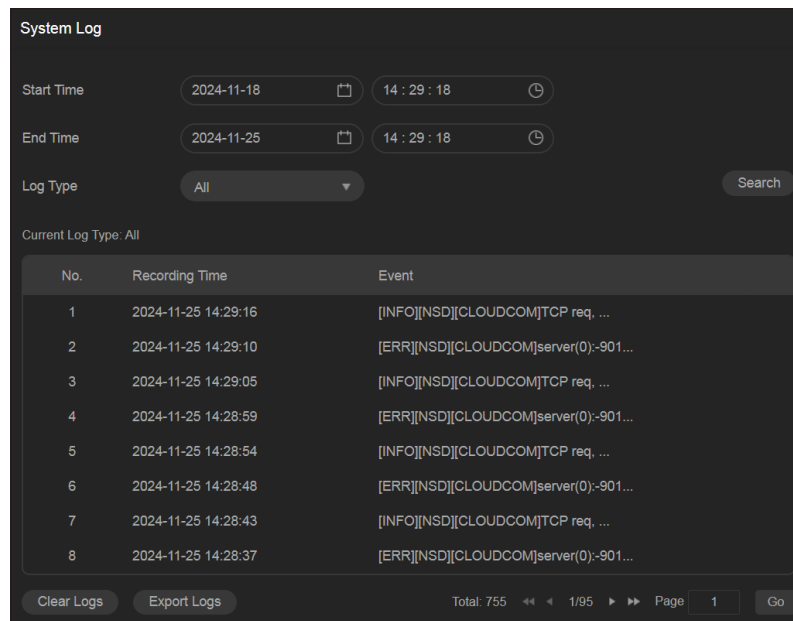 System Log
Start Time 2024-11-18 14 : 29 : 18
End Time 2024-11-25 14 : 29 : 18
Log Type All Search
Current Log Type: All
No. Recording Time Event
1 2024-11-25 14:29:16 [INFO][NSD][CLOUDCOM]TCP req, ...
2 2024-11-25 14:29:10 [ERR][NSD][CLOUDCOM]server(0):-901...
3 2024-11-25 14:29:05 [INFO][NSD][CLOUDCOM]TCP req, ...
4 2024-11-25 14:28:59 [ERR][NSD][CLOUDCOM]server(0):-901...
5 2024-11-25 14:28:54 [INFO][NSD][CLOUDCOM]TCP req, ...
6 2024-11-25 14:28:48 [ERR][NSD][CLOUDCOM]server(0):-901...
7 2024-11-25 14:28:43 [INFO][NSD][CLOUDCOM]TCP req, ...
8 2024-11-25 14:28:37 [ERR][NSD][CLOUDCOM]server(0):-901...
Clear Logs Export Logs Total: 755 1/95 Page 1 Go